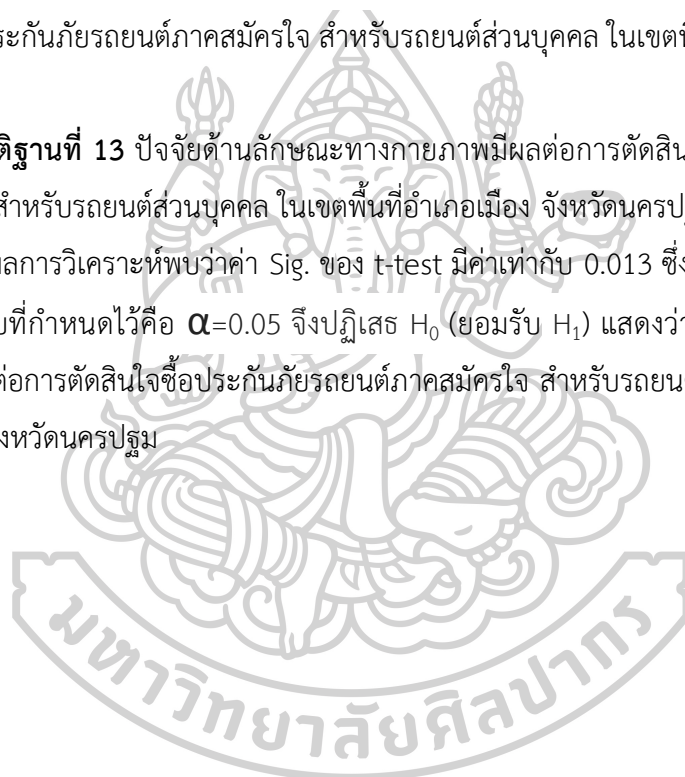 ระกันภัยรถยนต์ภาคสมัครใจ สำหรับรถยนต์ส่วนบุคคล ในเขตพื
ติฐานที่ 13 ปัจจัยด้านลักษณะทางกายภาพมีผลต่อการตัดสิน
สำหรับรถยนต์ส่วนบุคคล ในเขตพื้นที่อำเภอเมือง จังหวัดนครปฐ
ลการวิเคราะห์พบว่าค่า Sig. ของ t-test มีค่าเท่ากับ 0.013 ซึ่ง
บที่กำหนดไว้คือ α=0.05 จึงปฏิเสธ H₀ (ยอมรับ H₁) แสดงว่า
ต่อการตัดสินใจซื้อประกันภัยรถยนต์ภาคสมัครใจ สำหรับรถยน
ังหวัดนครปฐม
มหาวิทยาลัยศิลปากร